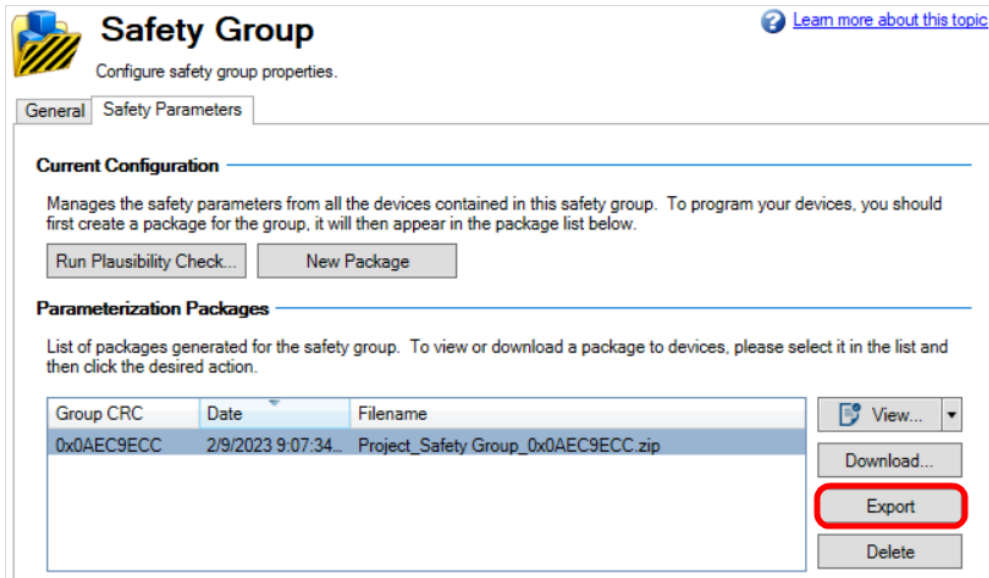 Safety Group
Learn more about this topic
Configure safety group properties.
General
Safety Parameters
Current Configuration
Manages the safety parameters from all the devices contained in this safety group. To program your devices, you should
first create a package for the group, it will then appear in the package list below.
Run Plausibility Check...
New Package
Parameterization Packages
List of packages generated for the safety group. To view or download a package to devices, please select it in the list and
then click the desired action.
Group CRC
Date
Filename
View...
0x0AEC9ECC
2/9/2023 9:07:34...
Project_Safety Group_0x0AEC9ECC.zip
Download...
Export
Delete